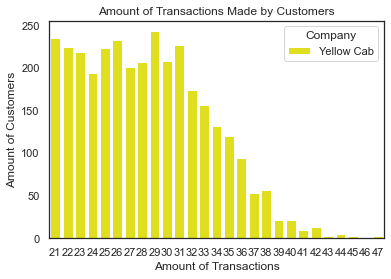 Amount of Transactions Made by Customers
Company
Yellow Cab
250
200
150
100
50
0
Amount of Customers
21 22 23 24 25 26 27 28 29 30 31 32 33 34 35 36 37 38 39 40 41 42 43 44 45 46 47
Amount of Transactions